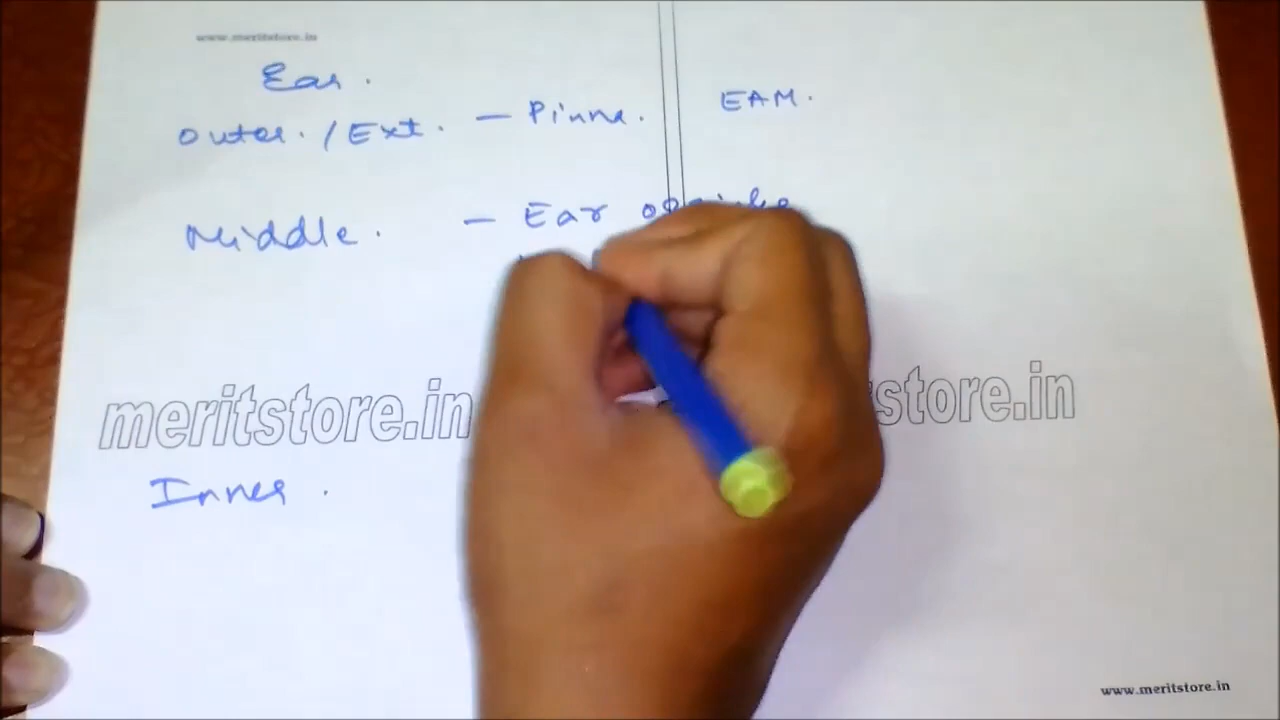 www.meritstore.in
Ear.
Outer. / Ext. - Pinna. EAM.
Middle. - Ear
meritstore.in store.in
Inner.
www.meritstore.in